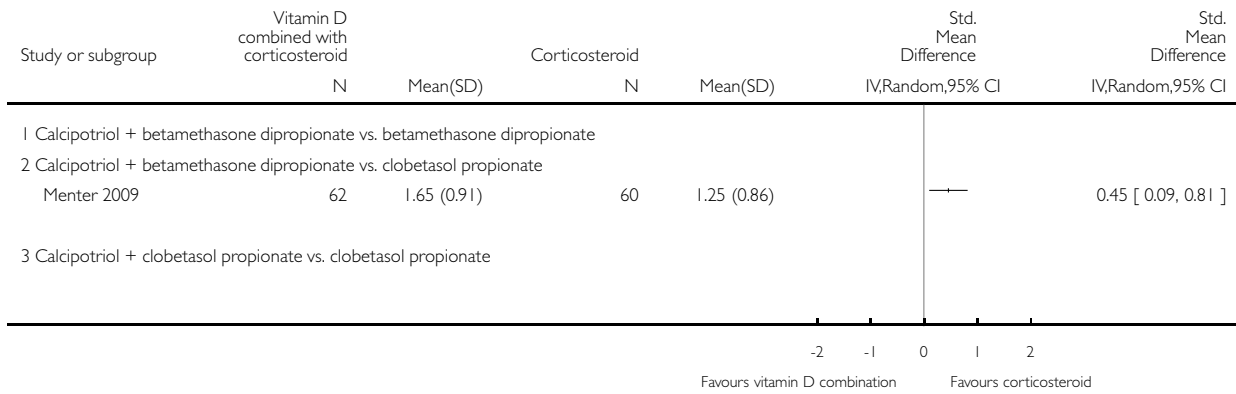 Study or subgroup
Vitamin D
combined with
corticosteroid
Corticosteroid
Std.
Mean
Difference
Std.
Mean
Difference
N Mean(SD) N Mean(SD) IV,Random,95% CI IV,Random,95% CI
1 Calcipotriol + betamethasone dipropionate vs. betamethasone dipropionate
2 Calcipotriol + betamethasone dipropionate vs. clobetasol propionate
Menter 2009 62 1.65 (0.91) 60 1.25 (0.86) 0.45 [ 0.09, 0.81 ]
3 Calcipotriol + clobetasol propionate vs. clobetasol propionate
-2 -1 0 1 2
Favours vitamin D combination Favours corticosteroid